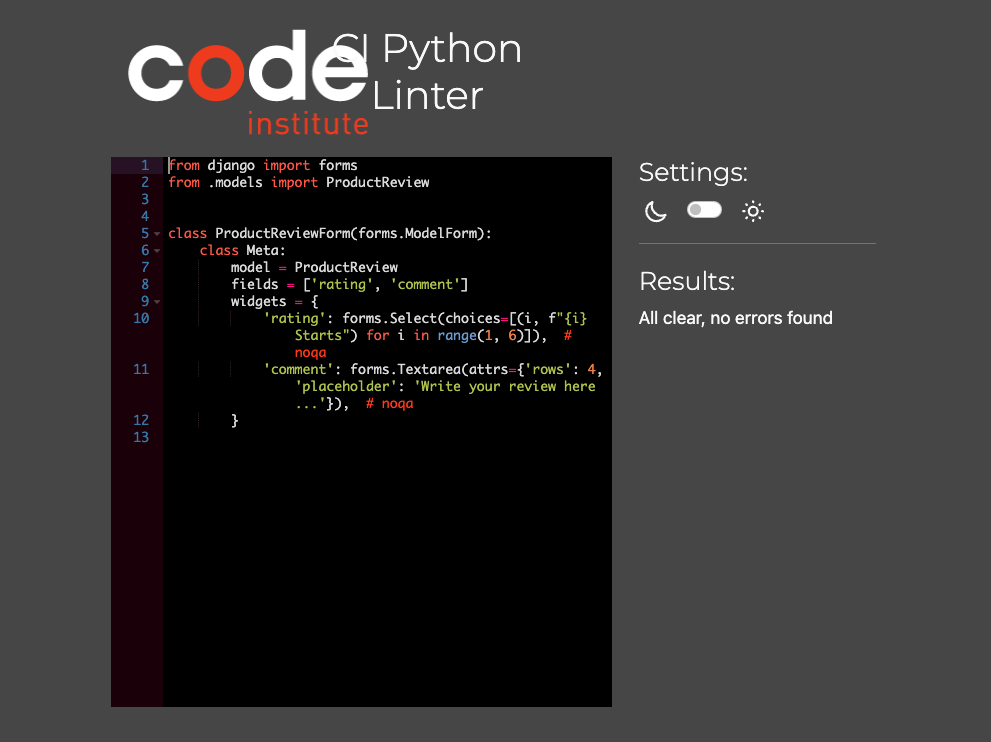 code
institute
CI Python
Linter
1 from django import forms
2 from .models import ProductReview
3
4
5 class ProductReviewForm(forms.ModelForm):
6     class Meta:
7         model = ProductReview
8         fields = ['rating', 'comment']
9         widgets = {
10             'rating': forms.Select(choices=[(i, f"{i}
Starts") for i in range(1, 6)]),  #
noqa
11             'comment': forms.Textarea(attrs={'rows': 4,
'placeholder': 'Write your review here
...'}),  # noqa
12         }
13
Settings:
Results:
All clear, no errors found